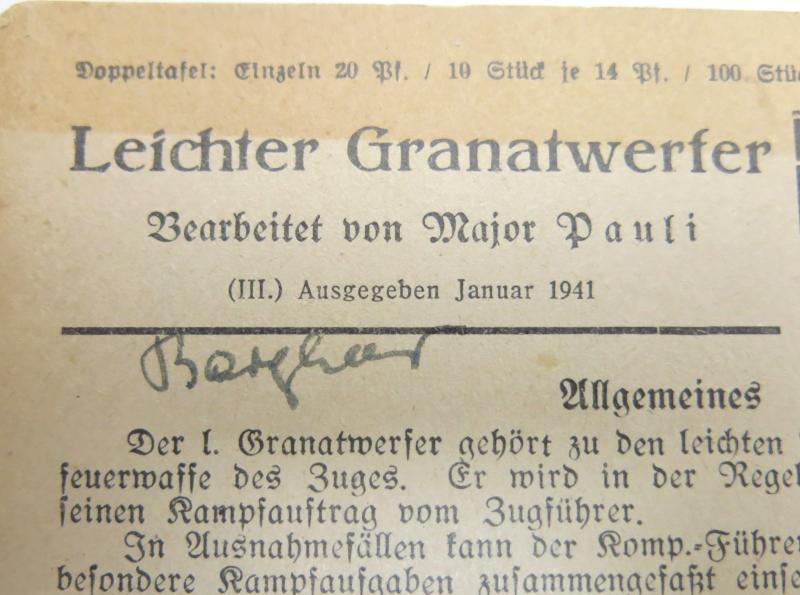 Doppeltafel: Einzeln 20 Pf. / 10 Stück je 14 Pf. / 100 Stü
Leichter Granatwerfer
Bearbeitet von Major Pauli
(III.) Ausgegeben Januar 1941
Allgemeines
Der l. Granatwerfer gehört zu den leichten
feuerwaffe des Zuges. Er wird in der Regel
seinen Kampfauftrag vom Zugführer.
In Ausnahmefällen kann der Komp.-Führer
besondere Kampfaufgaben zusammengefaßt einse